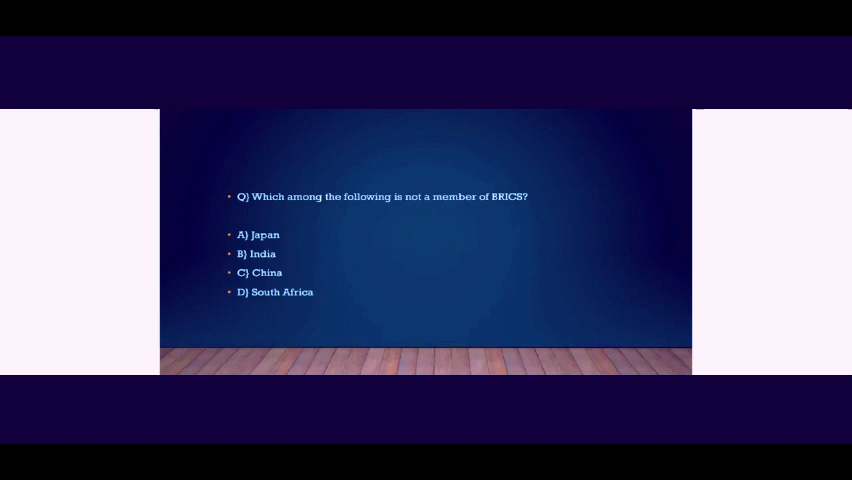 • Q) Which among the following is not a member of BRICS?
• A) Japan
• B) India
• C) China
• D) South Africa